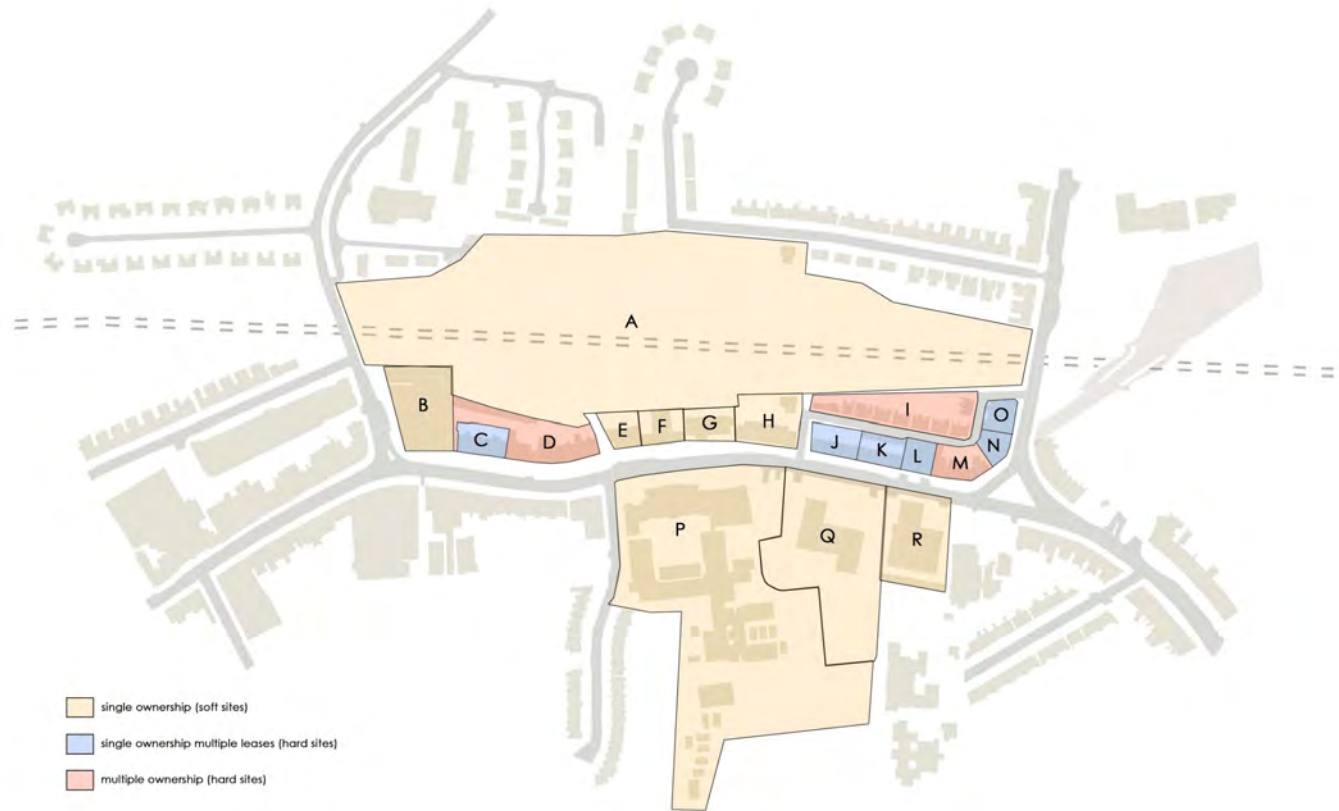 A
B
C
D
E
F
G
H
I
J
K
L
M
N
O
P
Q
R
single ownership (soft sites)
single ownership multiple leases (hard sites)
multiple ownership (hard sites)